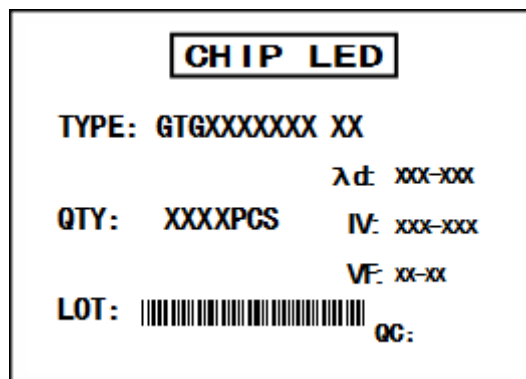 CHIP LED
TYPE: GTGXXXXXXX XX
λd: XXX-XXX
QTY: XXXXPCS
IV: XXX-XXX
VF: XX-XX
LOT:
QC: